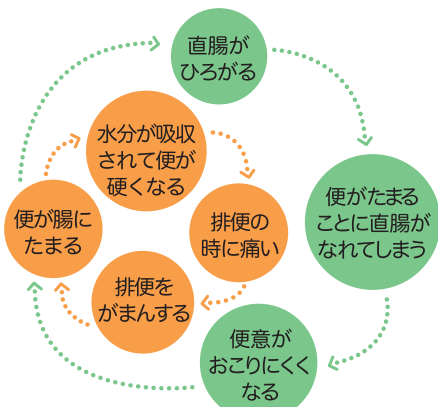 直腸が
ひろがる
水分が吸収
されて便が
硬くなる
便が腸に
たまる
排便の
時に痛い
便がたまる
ことに直腸が
なれてしまう
排便を
がまんする
便意が
おこりにくく
なる